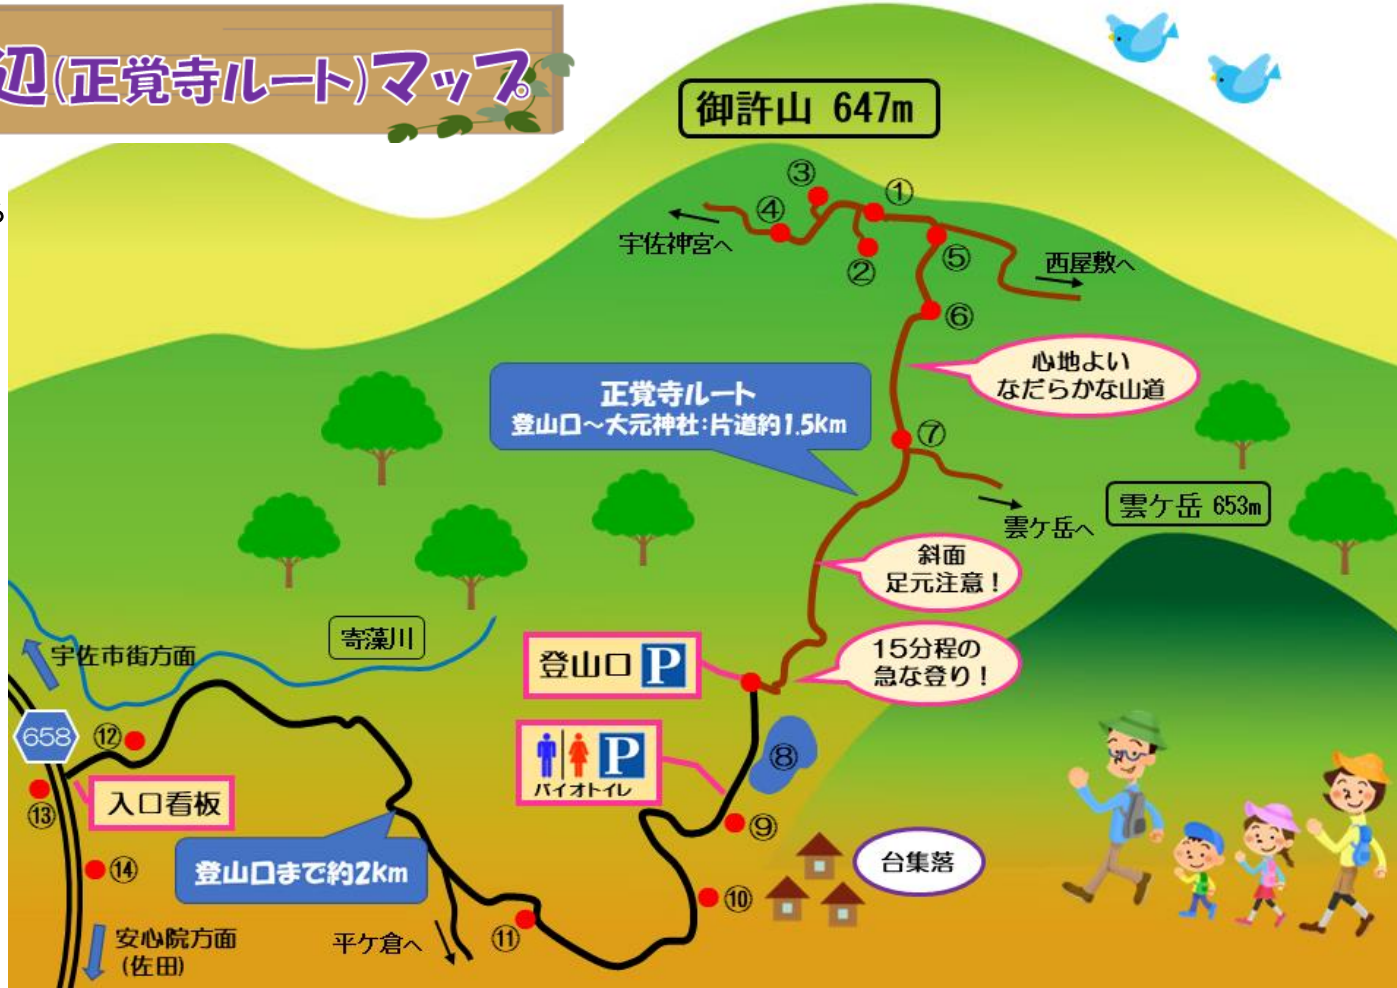 辺(正覚寺ルート)マップ
御許山 647m
③
①
④
宇佐神宮へ
②
⑤
西屋敷へ
⑥
心地よい
なだらかな山道
正覚寺ルート
登山口～大元神社:片道約1.5km
⑦
雲ケ岳 653m
雲ケ岳へ
斜面
足元注意！
寄藻川
宇佐市街方面
登山口 P
15分程の
急な登り！
658
⑫
P
バイオトイレ
⑧
⑬
入口看板
⑨
⑭
登山口まで約2km
台集落
⑩
安心院方面
(佐田)
平ケ倉へ
⑪